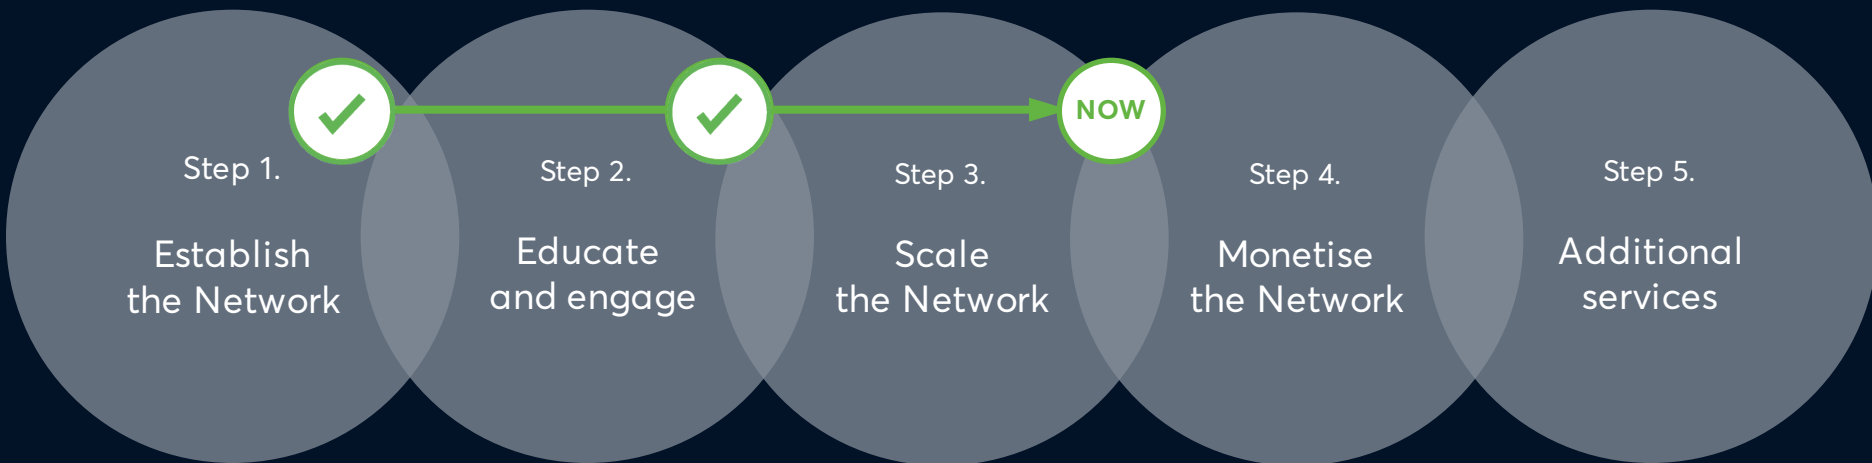 NOW
Step 1.
Establish
the Network
Step 2.
Educate
and engage
Step 3.
Scale
the Network
Step 4.
Monetise
the Network
Step 5.
Additional
services